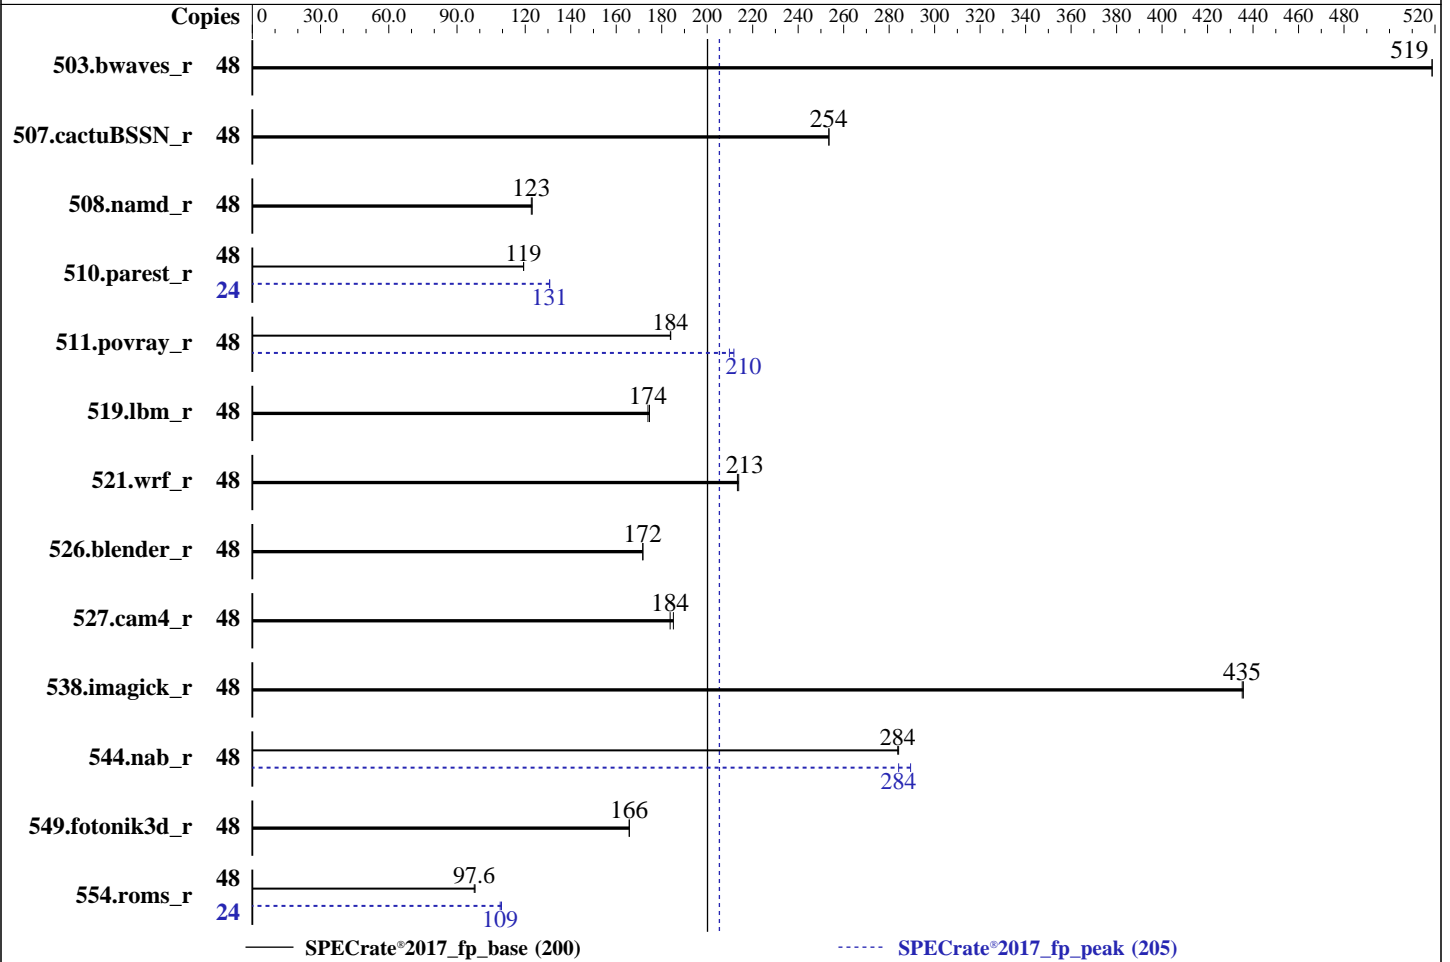 Copies 0 30.0 60.0 90.0 120 140 160 180 200 220 240 260 280 300 320 340 360 380 400 420 440 460 480 520
503.bwaves_r 48 519
507.cactuBSSN_r 48 254
508.namd_r 48 123
510.parest_r 48 119
24 131
511.povray_r 48 184
210
519.lbm_r 48 174
521.wrf_r 48 213
526.blender_r 48 172
527.cam4_r 48 184
538.imagick_r 48 435
544.nab_r 48 284
284
549.fotonik3d_r 48 166
554.roms_r 48 97.6
24 109
SPECrate®2017_fp_base (200) SPECrate®2017_fp_peak (205)